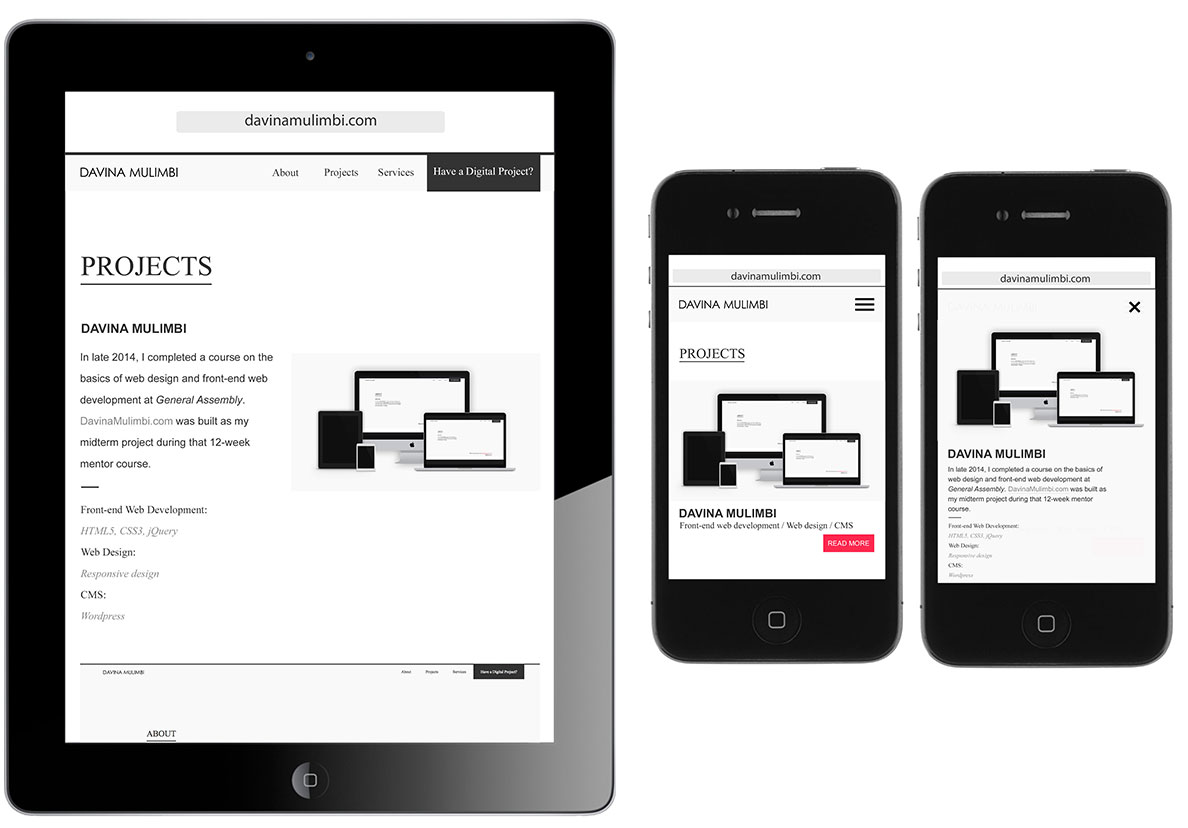 davinamulimbi.com
DAVINA MULIMBI
About Projects Services Have a Digital Project?
PROJECTS
DAVINA MULIMBI
In late 2014, I completed a course on the
basics of web design and front-end web
development at General Assembly.
DavinaMulimbi.com was built as my
midterm project during that 12-week
mentor course.
Front-end Web Development:
HTML5, CSS3, jQuery
Web Design:
Responsive design
CMS:
Wordpress
DAVINA MULIMBI About Projects Services Have a Digital Project?
ABOUT
davinamulimbi.com
DAVINA MULIMBI
PROJECTS
DAVINA MULIMBI
Front-end web development / Web design / CMS
READ MORE
davinamulimbi.com
DAVINA MULIMBI
DAVINA MULIMBI
In late 2014, I completed a course on the basics of
web design and front-end web development at
General Assembly. DavinaMulimbi.com was built as
my midterm project during that 12-week mentor
course.
Front-end Web Development:
HTML5, CSS3, jQuery
Web Design:
Responsive design
CMS:
Wordpress